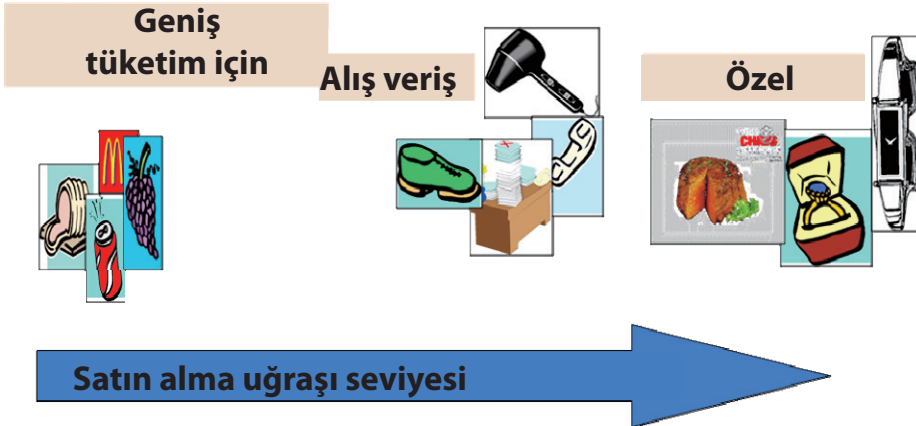 Geniş
tüketim için
Alış veriş
Özel
Satın alma uğraşı seviyesi